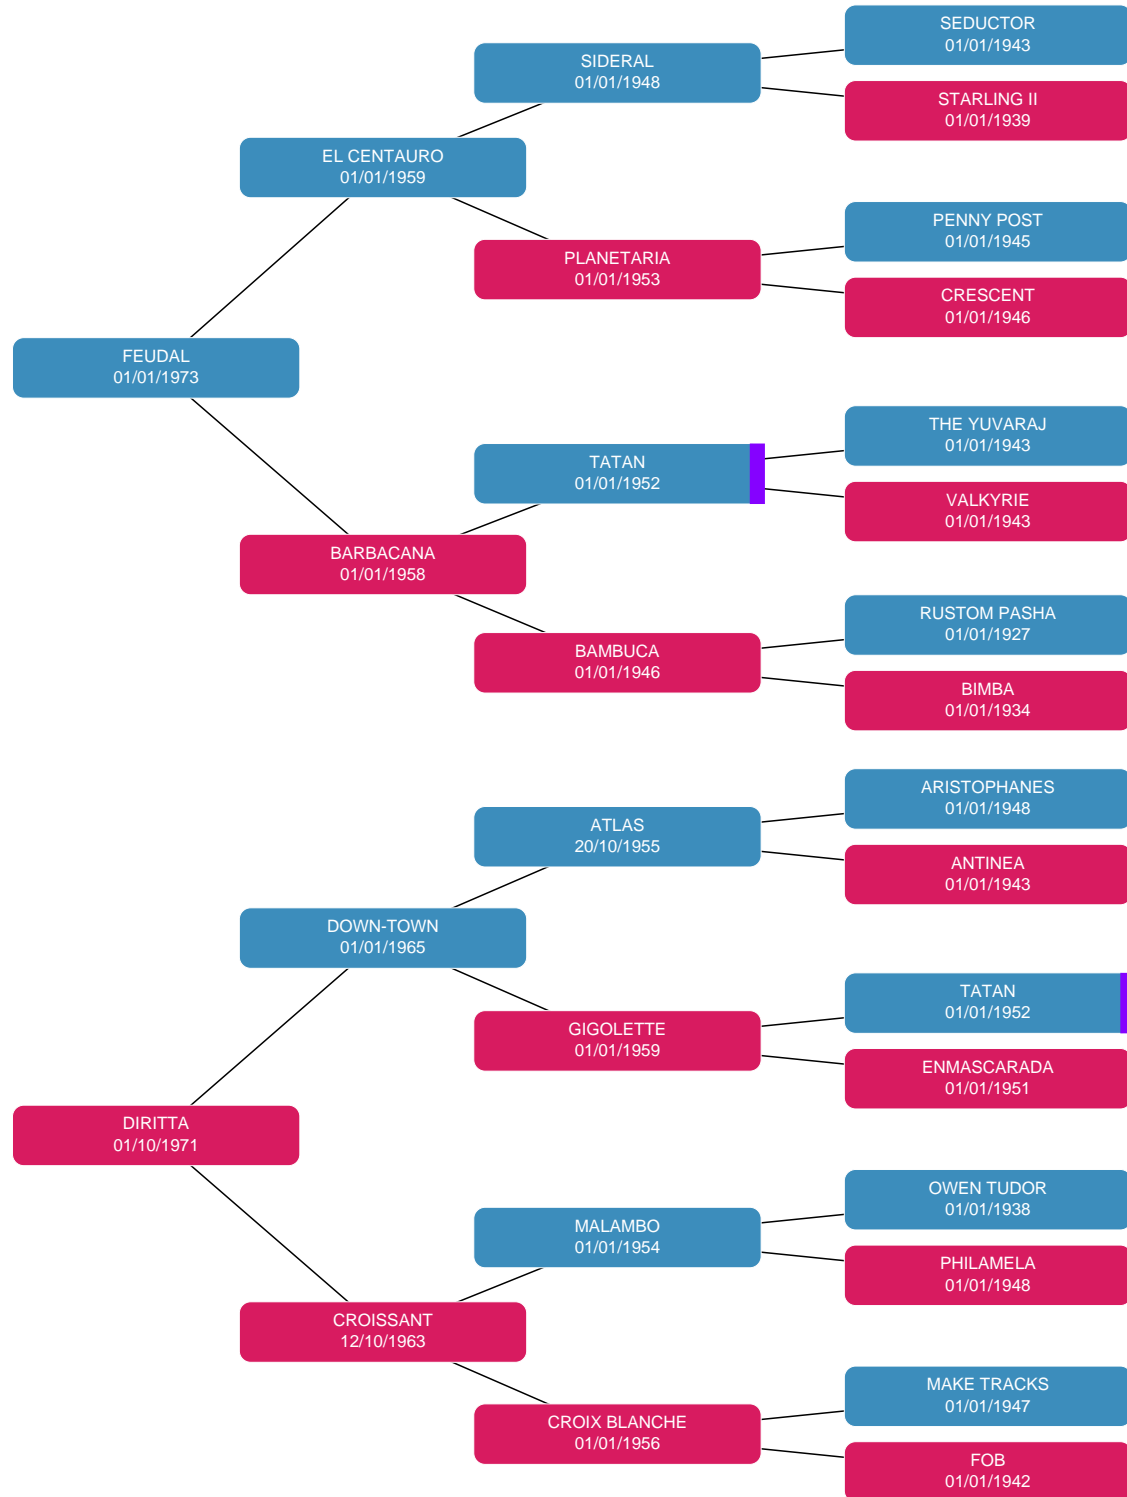 SEDUCTOR
01/01/1943
SIDERAL
01/01/1948
STARLING II
01/01/1939
EL CENTAURO
01/01/1959
PENNY POST
01/01/1945
PLANETARIA
01/01/1953
CRESCENT
01/01/1946
FEUDAL
01/01/1973
THE YUVARAJ
01/01/1943
TATAN
01/01/1952
VALKYRIE
01/01/1943
BARBACANA
01/01/1958
RUSTOM PASHA
01/01/1927
BAMBUCA
01/01/1946
BIMBA
01/01/1934
ARISTOPHANES
01/01/1948
ATLAS
20/10/1955
ANTINEA
01/01/1943
DOWN-TOWN
01/01/1965
TATAN
01/01/1952
GIGOLETTE
01/01/1959
ENMASCARADA
01/01/1951
DIRITTA
01/10/1971
OWEN TUDOR
01/01/1938
MALAMBO
01/01/1954
PHILAMELA
01/01/1948
CROISSANT
12/10/1963
MAKE TRACKS
01/01/1947
CROIX BLANCHE
01/01/1956
FOB
01/01/1942